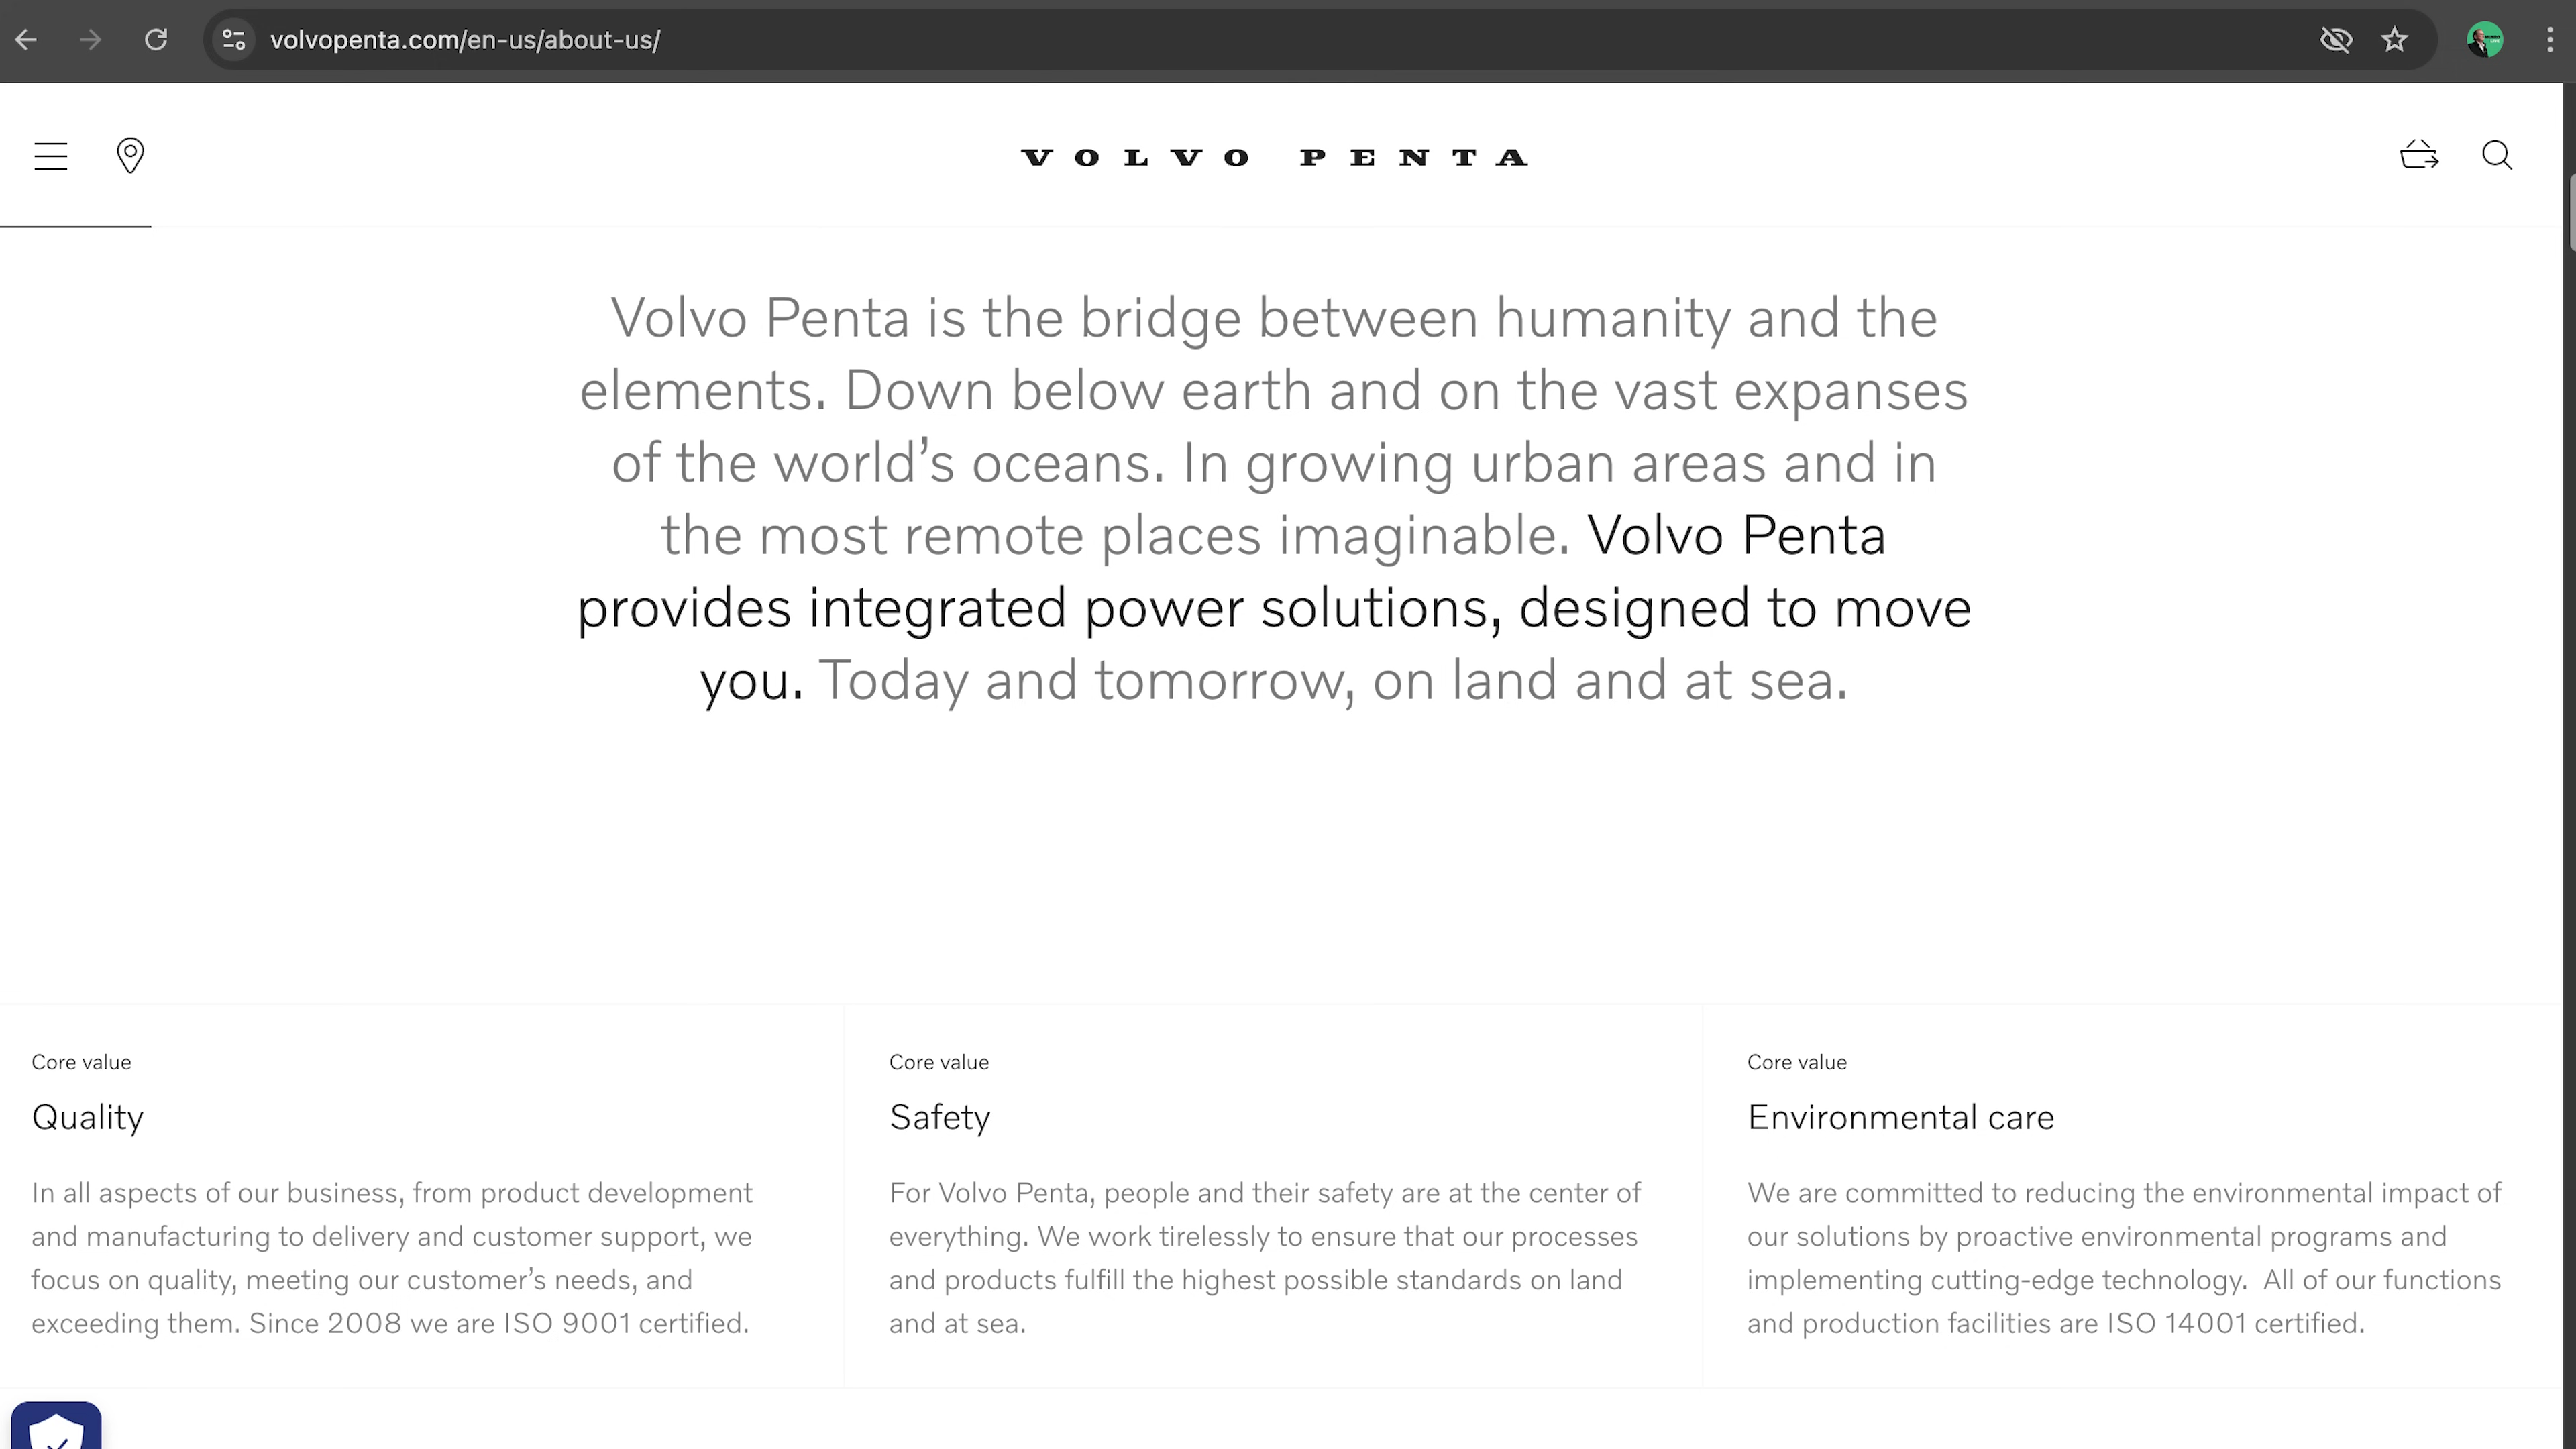 volvopenta.com/en-us/about-us/
VOLVO PENTA
Volvo Penta is the bridge between humanity and the
elements. Down below earth and on the vast expanses
of the world’s oceans. In growing urban areas and in
the most remote places imaginable. Volvo Penta
provides integrated power solutions, designed to move
you. Today and tomorrow, on land and at sea.
Core value
Quality
In all aspects of our business, from product development
and manufacturing to delivery and customer support, we
focus on quality, meeting our customer’s needs, and
exceeding them. Since 2008 we are ISO 9001 certified.
Core value
Safety
For Volvo Penta, people and their safety are at the center of
everything. We work tirelessly to ensure that our processes
and products fulfill the highest possible standards on land
and at sea.
Core value
Environmental care
We are committed to reducing the environmental impact of
our solutions by proactive environmental programs and
implementing cutting-edge technology.  All of our functions
and production facilities are ISO 14001 certified.